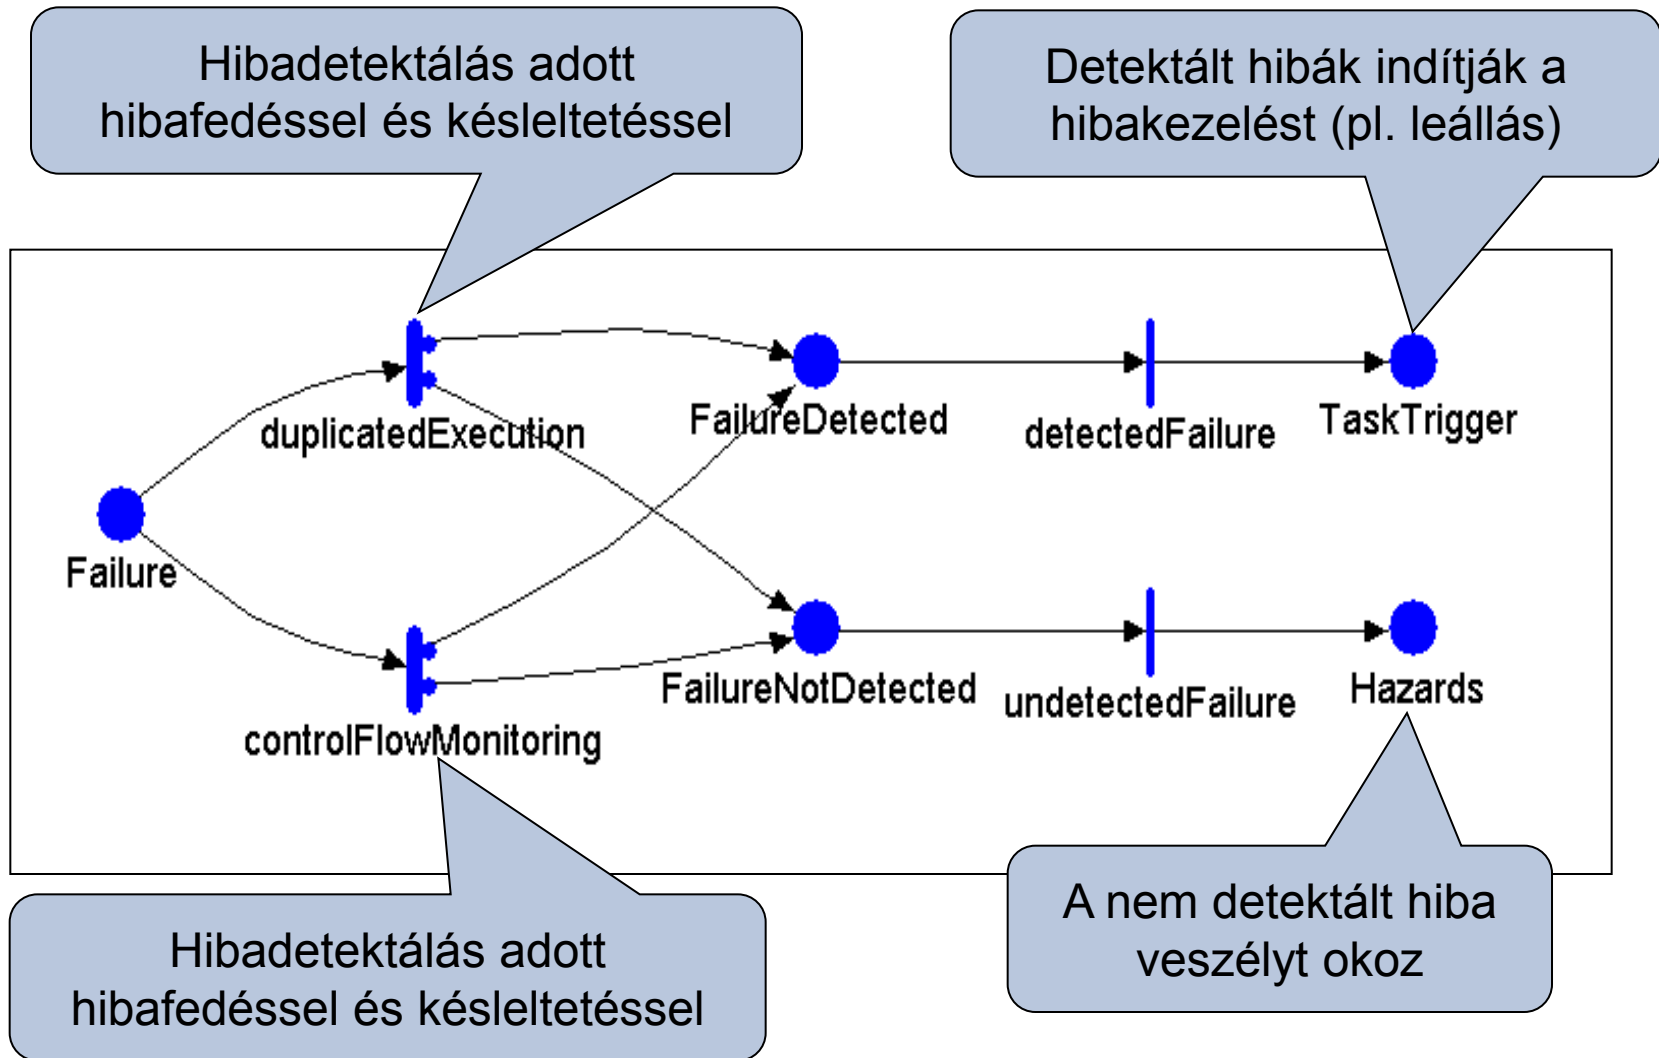 Hibadetektálás adott
hibafedéssel és késleltetéssel
Detektált hibák indítják a
hibakezelést (pl. leállás)
duplicatedExecution
FailureDetected
detectedFailure
TaskTrigger
Failure
controlFlowMonitoring
FailureNotDetected
undetectedFailure
Hazards
Hibadetektálás adott
hibafedéssel és késleltetéssel
A nem detektált hiba
veszélyt okoz